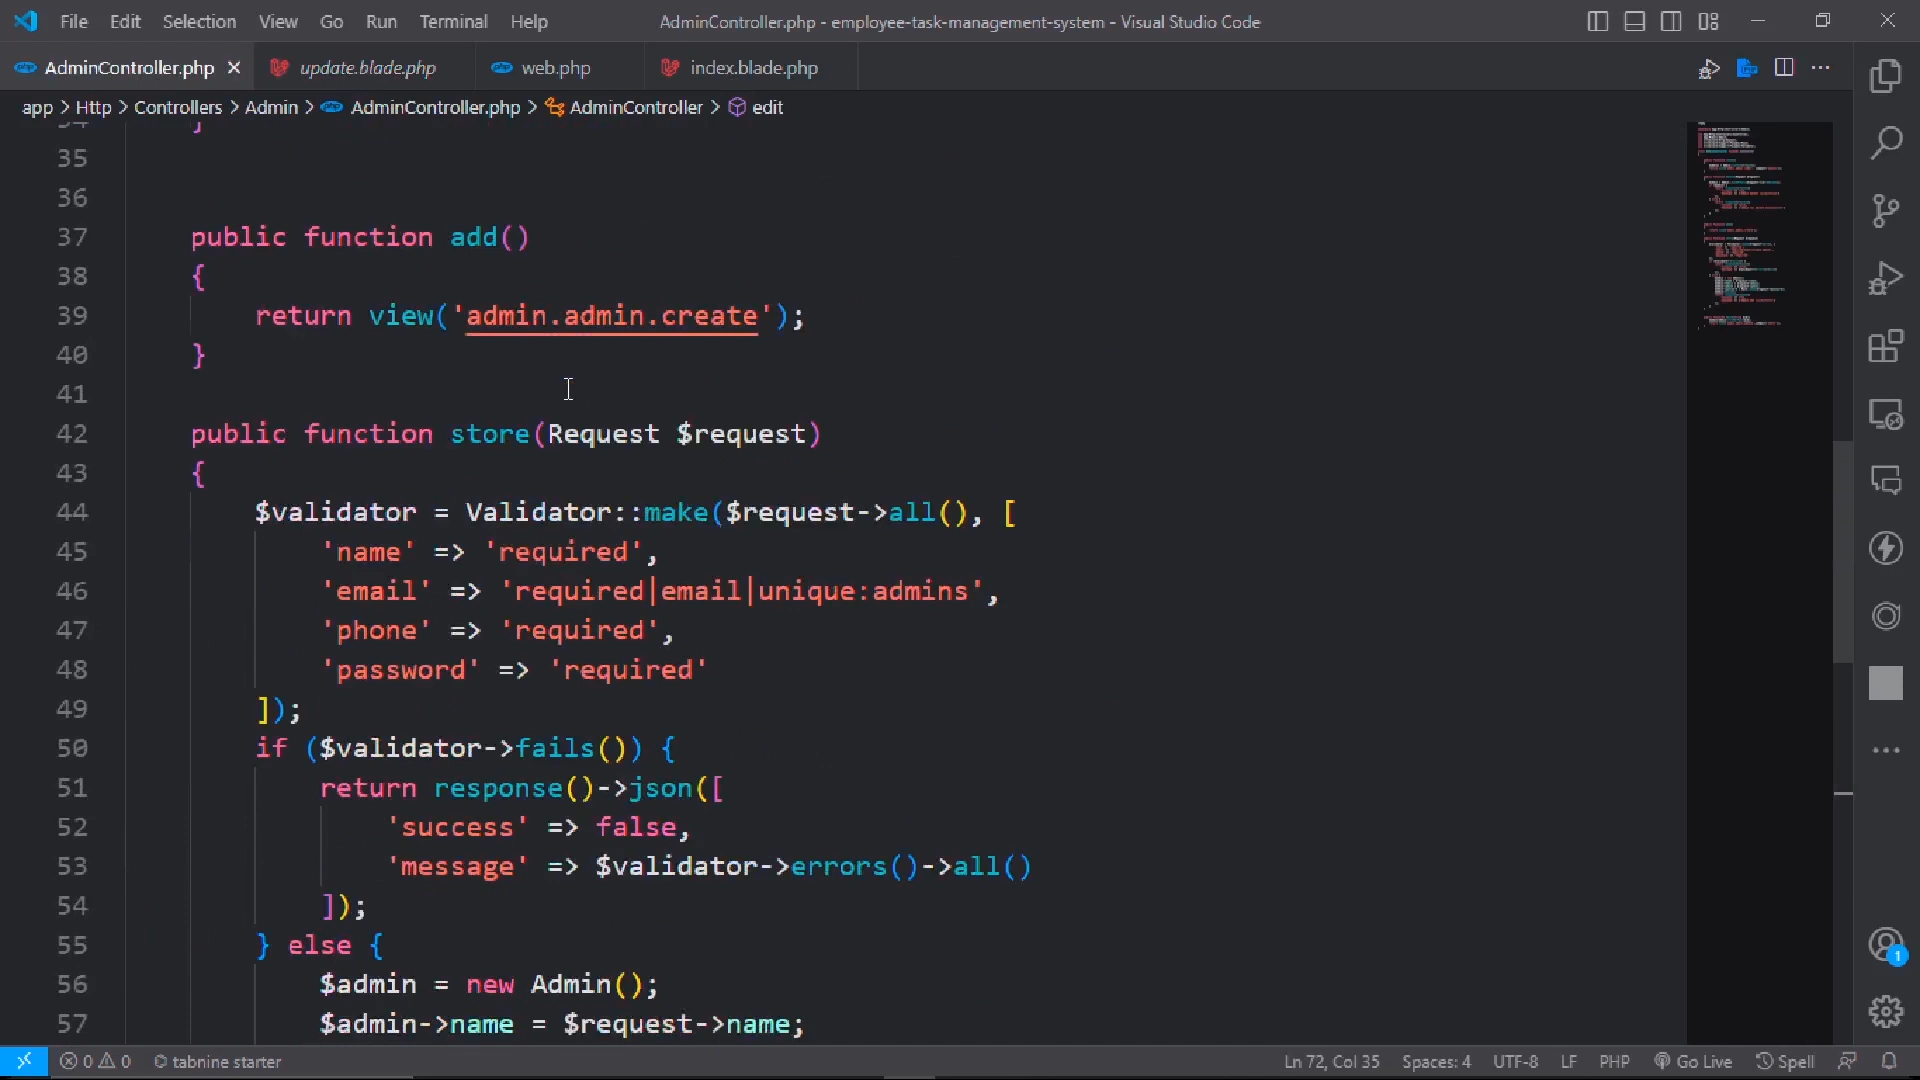 File Edit Selection View Go Run Terminal Help AdminController.php - employee-task-management-system - Visual Studio Code
AdminController.php update.blade.php web.php index.blade.php
app > Http > Controllers > Admin > AdminController.php > AdminController > edit
34 }
35
36
37 public function add()
38 {
39 return view('admin.admin.create');
40 }
41
42 public function store(Request $request)
43 {
44 $validator = Validator::make($request->all(), [
45 'name' => 'required',
46 'email' => 'required|email|unique:admins',
47 'phone' => 'required',
48 'password' => 'required'
49 ]);
50 if ($validator->fails()) {
51 return response()->json([
52 'success' => false,
53 'message' => $validator->errors()->all()
54 ]);
55 } else {
56 $admin = new Admin();
57 $admin->name = $request->name;
1
0 0 tabnine starter Ln 72, Col 35 Spaces: 4 UTF-8 LF PHP Go Live Spell